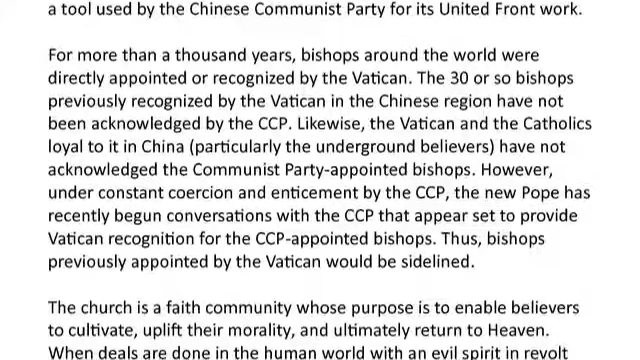 a tool used by the Chinese Communist Party for its United Front work.
For more than a thousand years, bishops around the world were
directly appointed or recognized by the Vatican. The 30 or so bishops
previously recognized by the Vatican in the Chinese region have not
been acknowledged by the CCP. Likewise, the Vatican and the Catholics
loyal to it in China (particularly the underground believers) have not
acknowledged the Communist Party-appointed bishops. However,
under constant coercion and enticement by the CCP, the new Pope has
recently begun conversations with the CCP that appear set to provide
Vatican recognition for the CCP-appointed bishops. Thus, bishops
previously appointed by the Vatican would be sidelined.
The church is a faith community whose purpose is to enable believers
to cultivate, uplift their morality, and ultimately return to Heaven.
When deals are done in the human world with an evil spirit in revolt